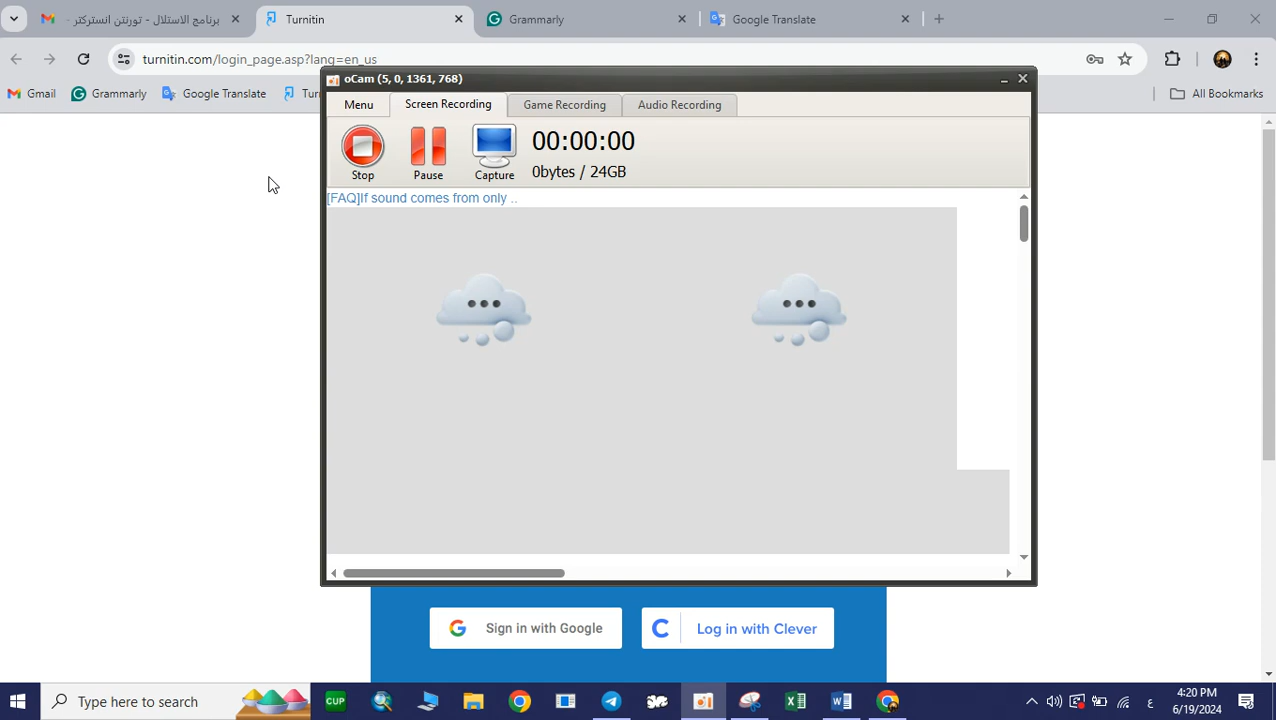 برنامج الاستلال - تورنتن انستركتر -
Turnitin
Grammarly
Google Translate
turnitin.com/login_page.asp?lang=en_us
Gmail
Grammarly
Google Translate
All Bookmarks
oCam (5, 0, 1361, 768)
Menu
Screen Recording
Game Recording
Audio Recording
Stop
Pause
Capture
00:00:00
0bytes / 24GB
[FAQ]If sound comes from only ..
Sign in with Google
Log in with Clever
Type here to search
CUP
ع
4:20 PM
6/19/2024